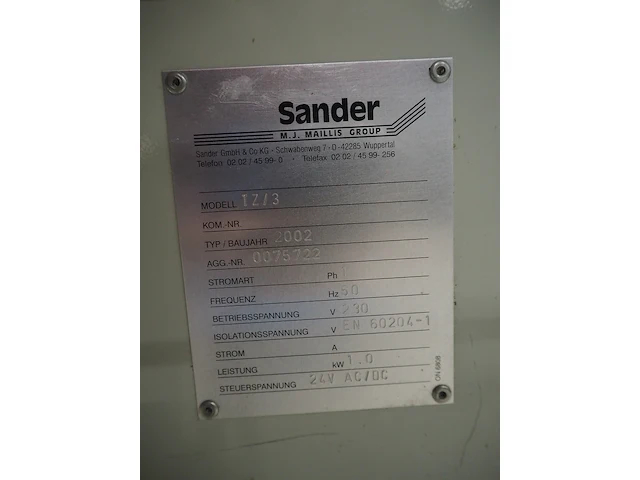 Sander
M.J. MAILLIS GROUP
Sander GmbH & Co KG - Schwabenweg 7 - D-42285 Wuppertal
Telefon 02 02 / 45 99- 0 - Telefax 02 02 / 45 99- 256
MODELL TZ/3
KOM.-NR.
TYP / BAUJAHR 2002
AGG.-NR. 0075722
STROMART Ph
FREQUENZ Hz 50
BETRIEBSSPANNUNG V 230
ISOLATIONSSPANNUNG V EN 60204-1
STROM A
LEISTUNG kW 1.0
STEUERSPANNUNG 24V AC/DC
ON 6808